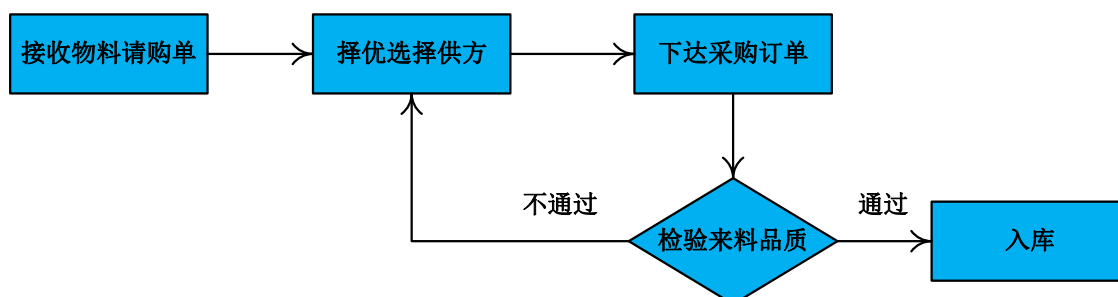 接收物料请购单
择优选择供方
下达采购订单
不通过
通过
检验来料品质
入库